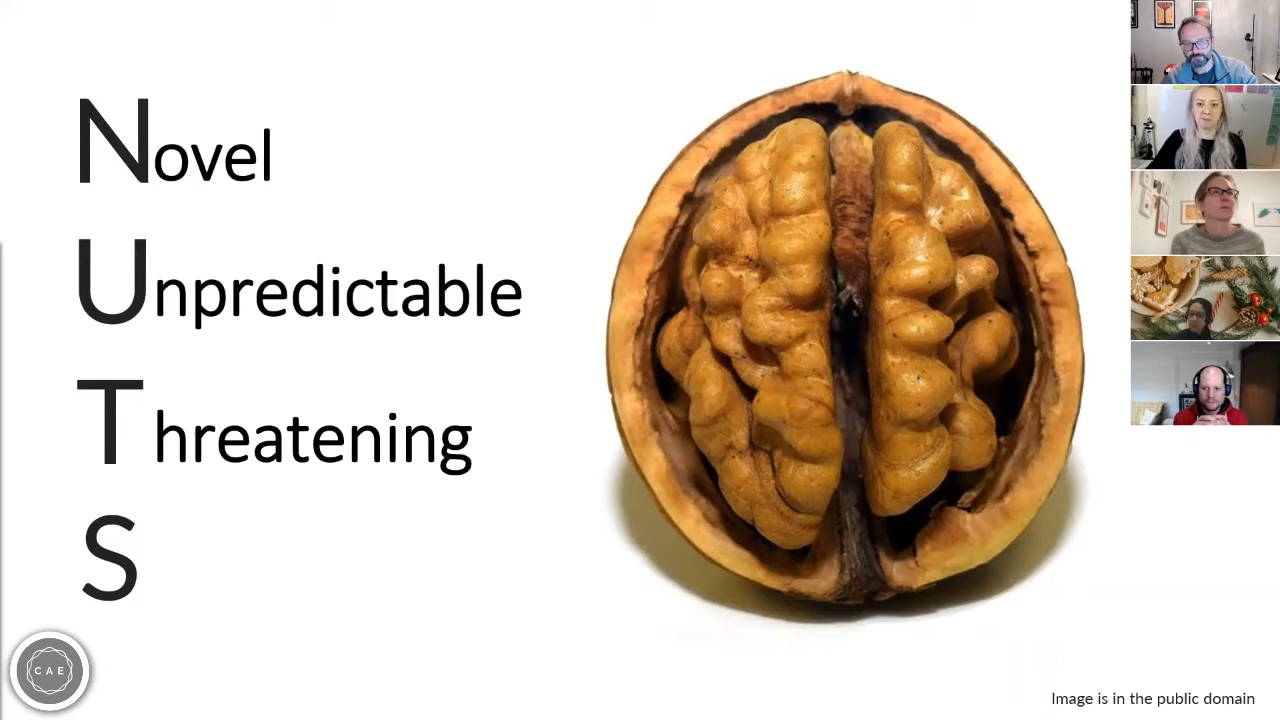 Novel
Unpredictable
Threatening
S
CAE
Image is in the public domain